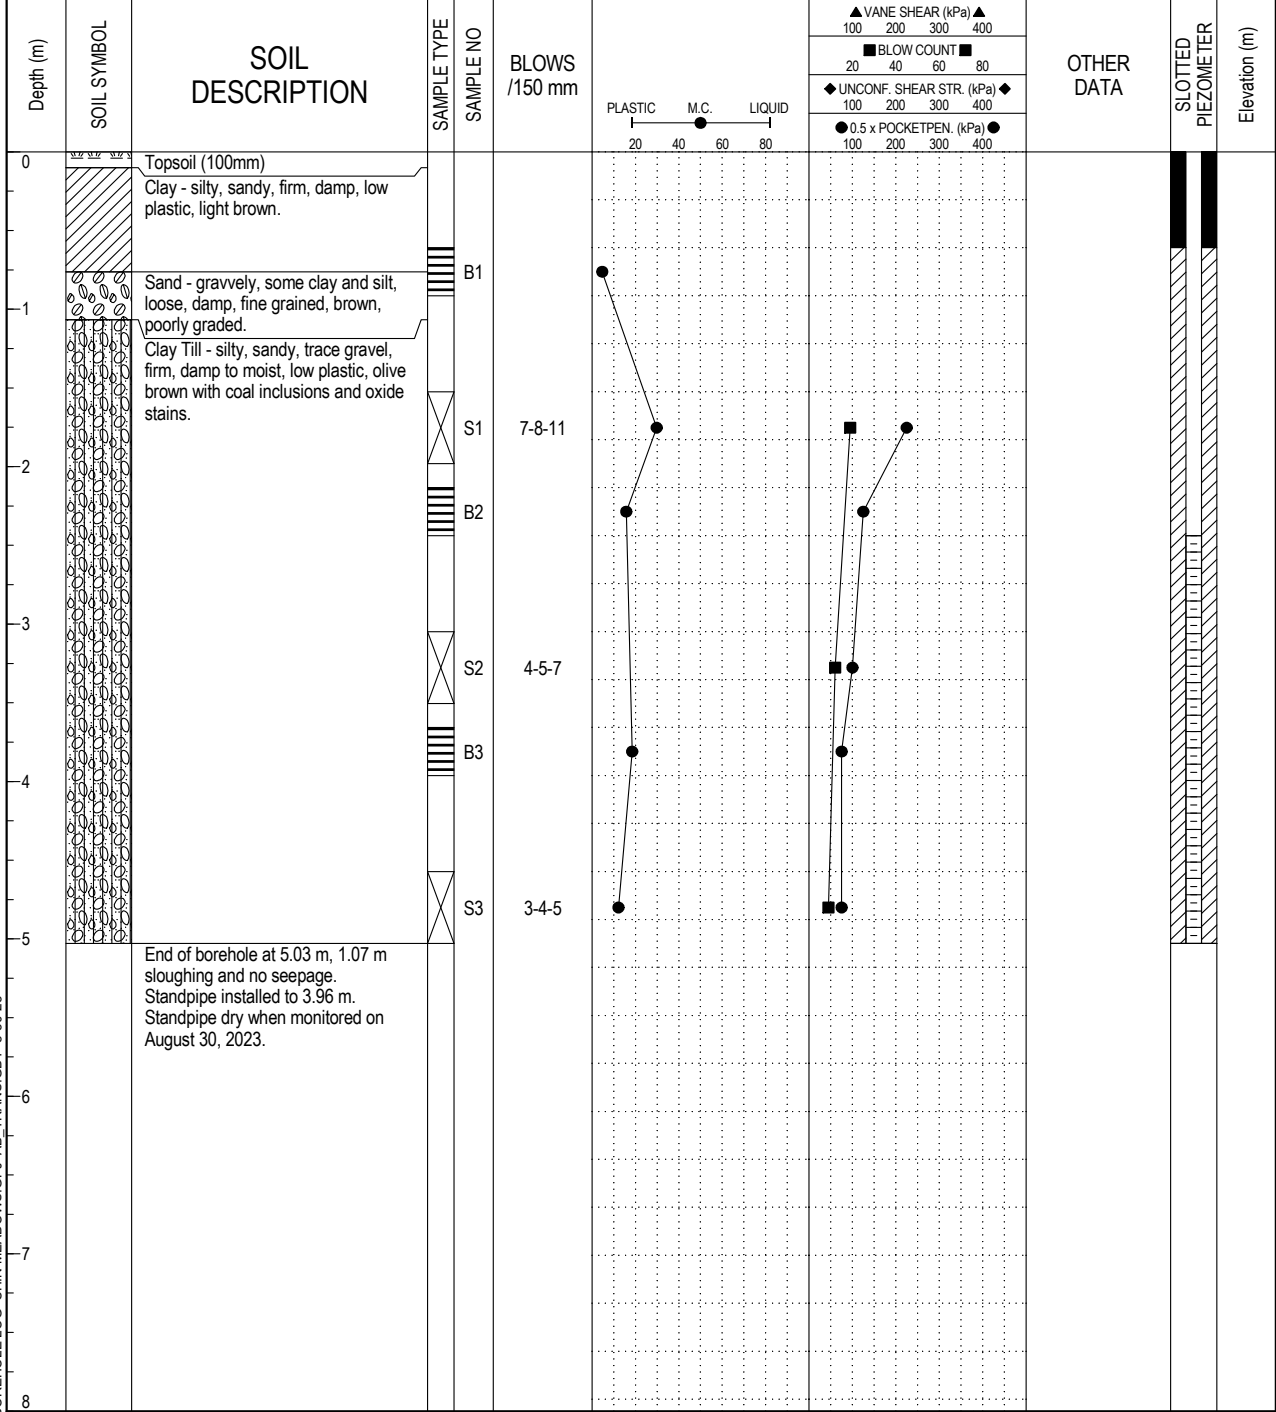 Depth (m)
SOIL SYMBOL
SOIL
DESCRIPTION
SAMPLE TYPE
SAMPLE NO
BLOWS
/150 mm
PLASTIC M.C. LIQUID
20 40 60 80
▲ VANE SHEAR (kPa) ▲
100 200 300 400
■ BLOW COUNT ■
20 40 60 80
◆ UNCONF. SHEAR STR. (kPa) ◆
100 200 300 400
● 0.5 x POCKETPEN. (kPa) ●
100 200 300 400
OTHER
DATA
SLOTTED
PIEZOMETER
Elevation (m)
0
Topsoil (100mm)
Clay - silty, sandy, firm, damp, low
plastic, light brown.
B1
Sand - gravvely, some clay and silt,
loose, damp, fine grained, brown,
poorly graded.
1
Clay Till - silty, sandy, trace gravel,
firm, damp to moist, low plastic, olive
brown with coal inclusions and oxide
stains.
S1 7-8-11
2
B2
3
S2 4-5-7
B3
4
S3 3-4-5
5
End of borehole at 5.03 m, 1.07 m
sloughing and no seepage.
Standpipe installed to 3.96 m.
Standpipe dry when monitored on
August 30, 2023.
6
7
8